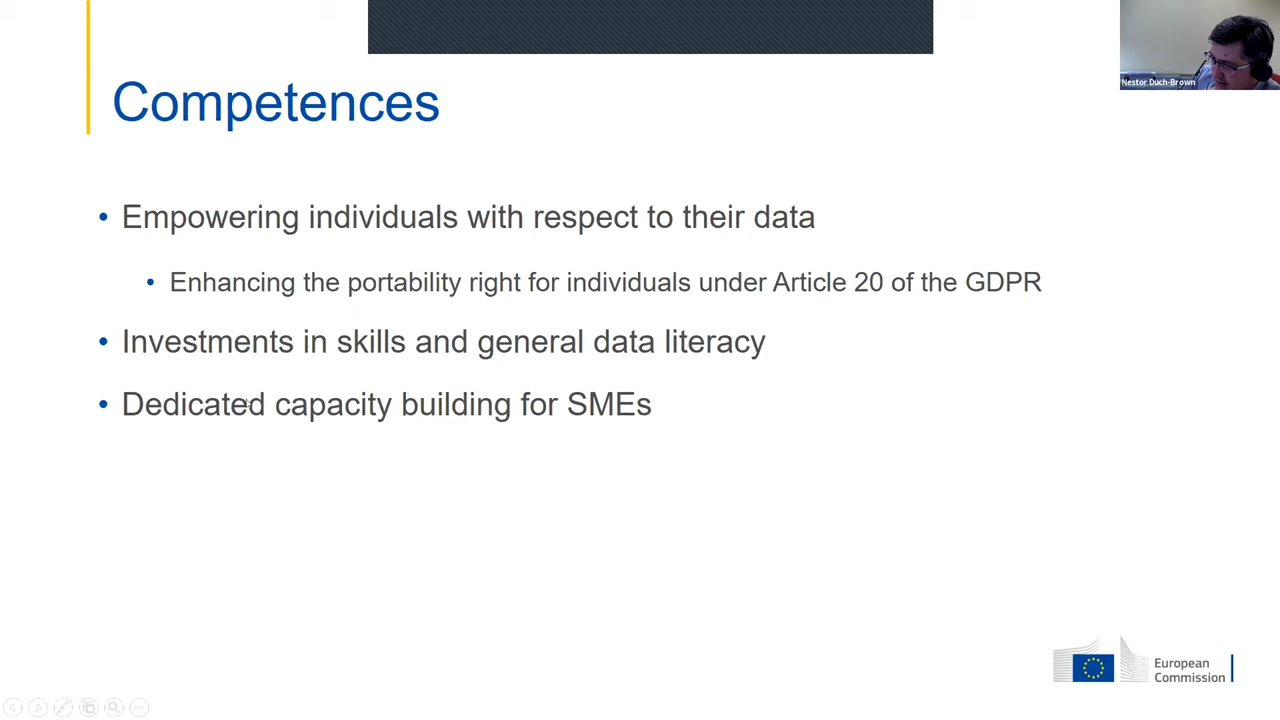 Nestor Duch-Brown
Competences
• Empowering individuals with respect to their data
• Enhancing the portability right for individuals under Article 20 of the GDPR
• Investments in skills and general data literacy
• Dedicated capacity building for SMEs
European
Commission